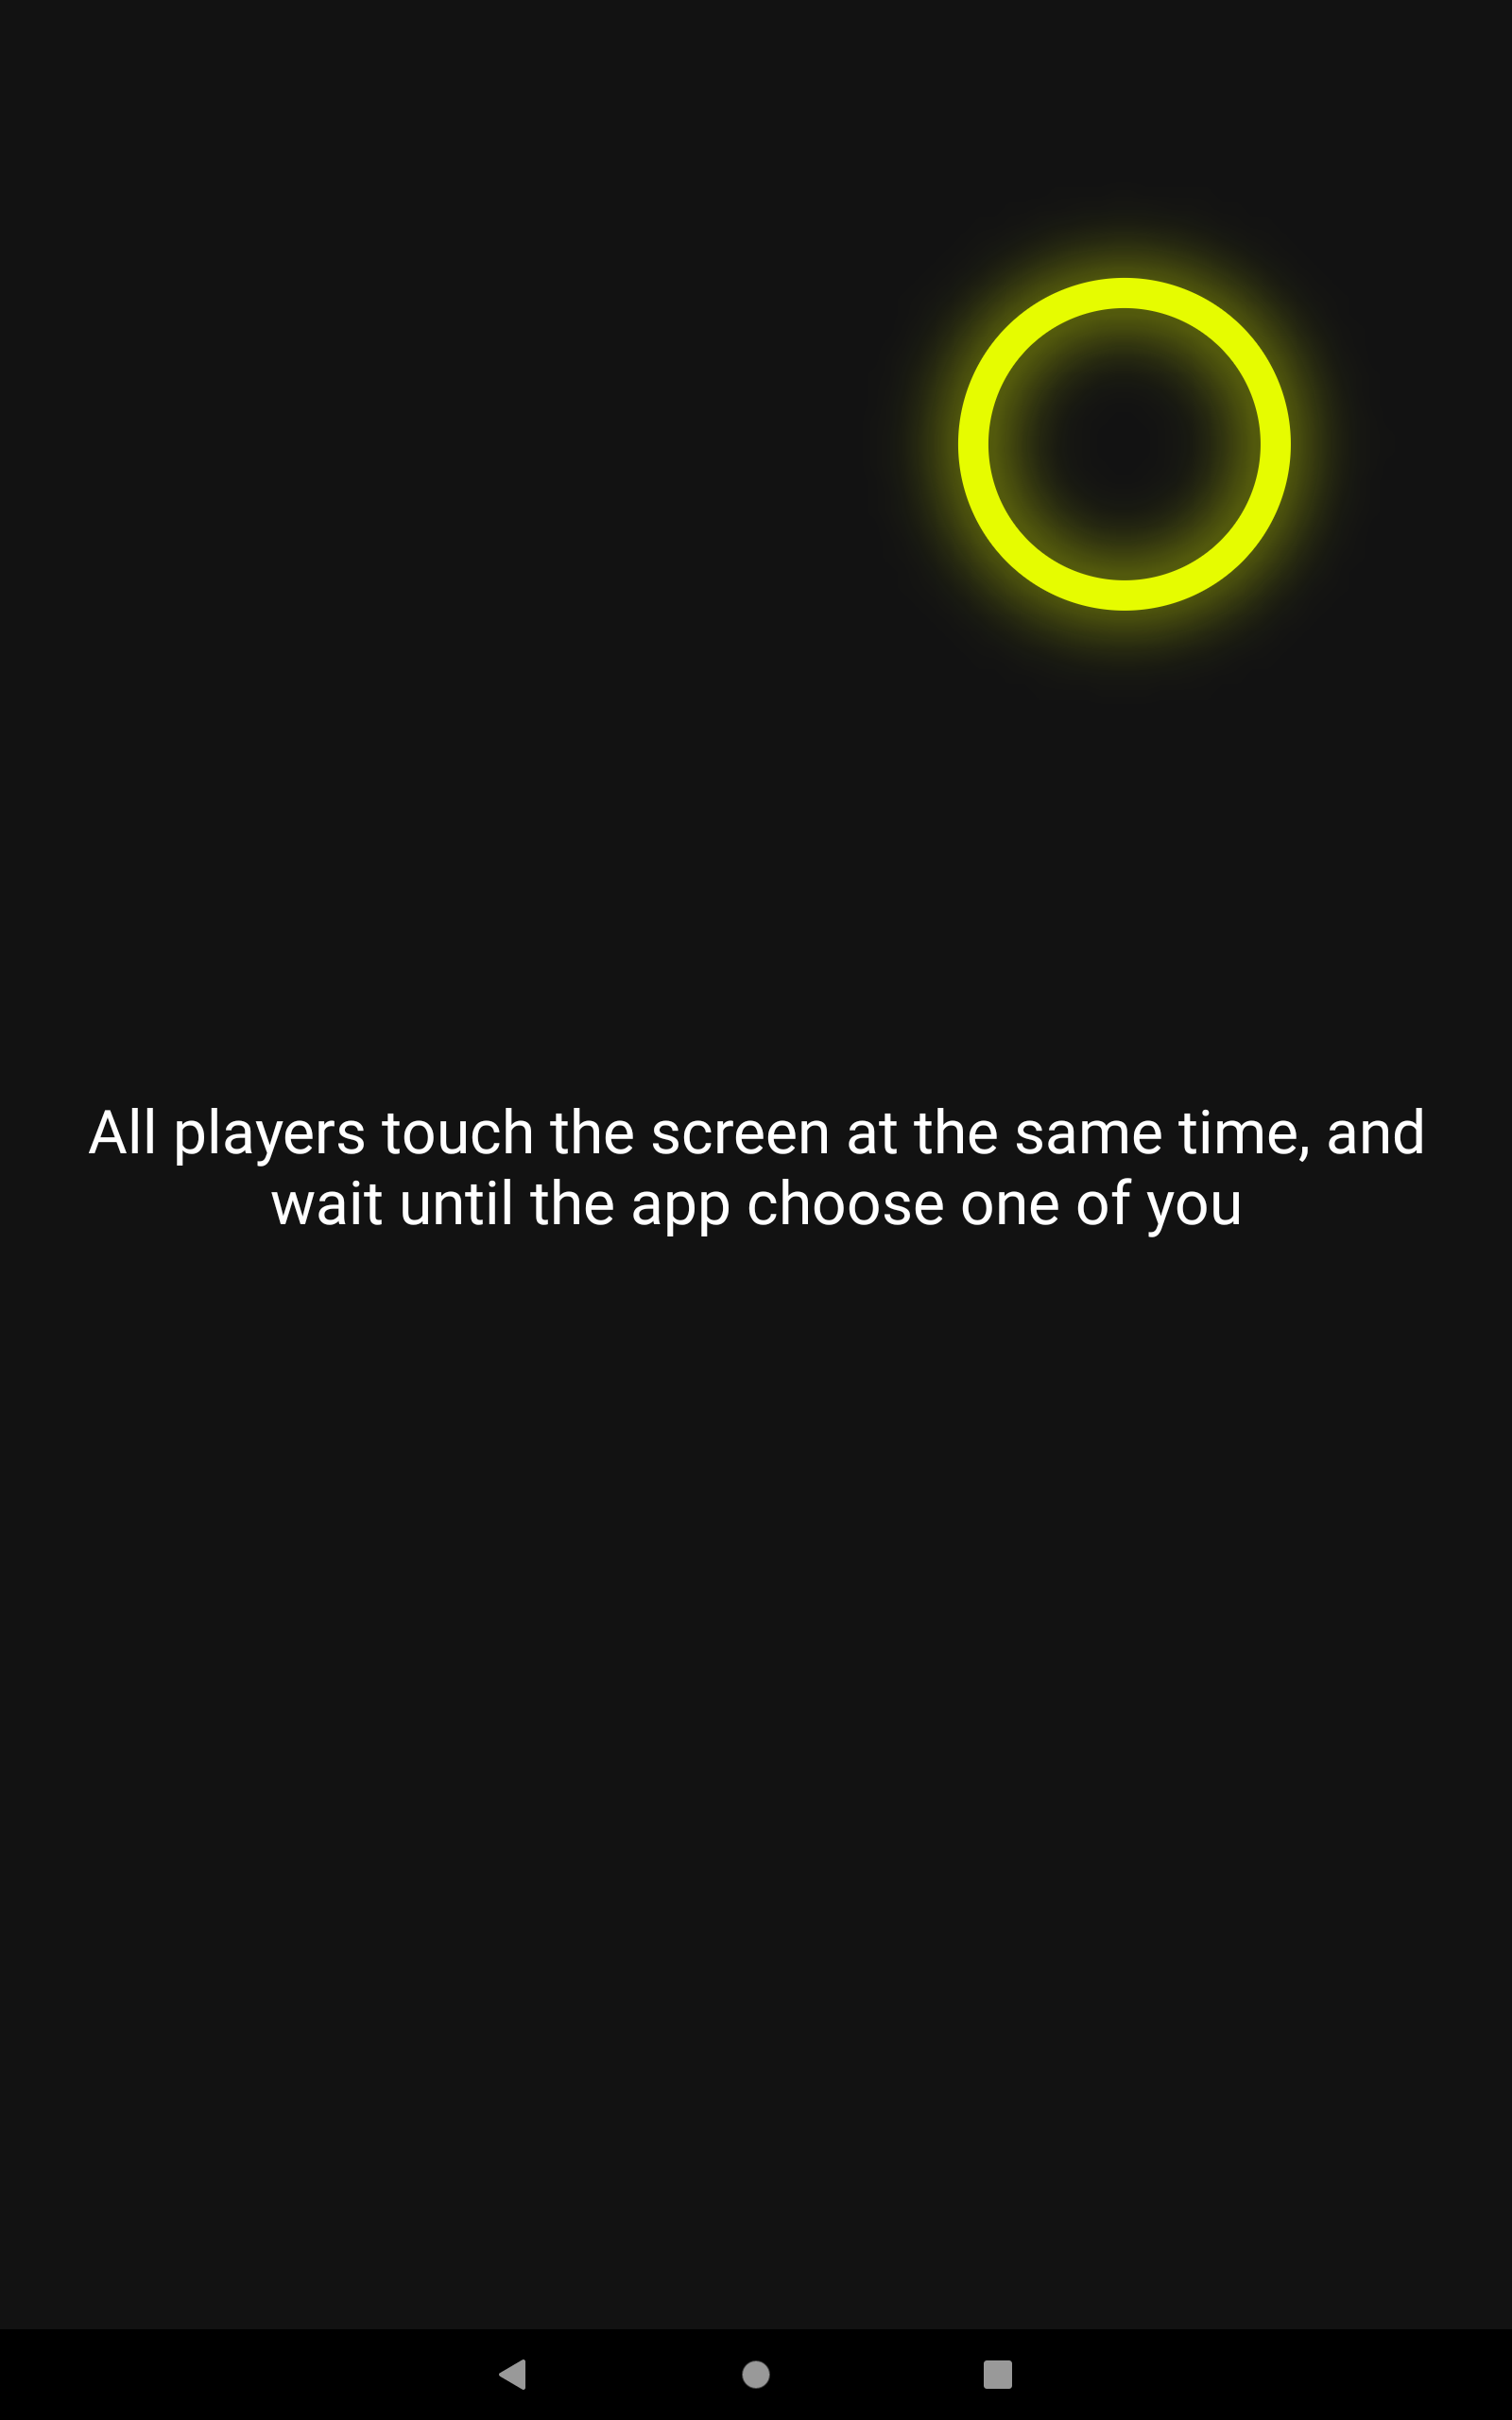 All players touch the screen at the same time, and
wait until the app choose one of you